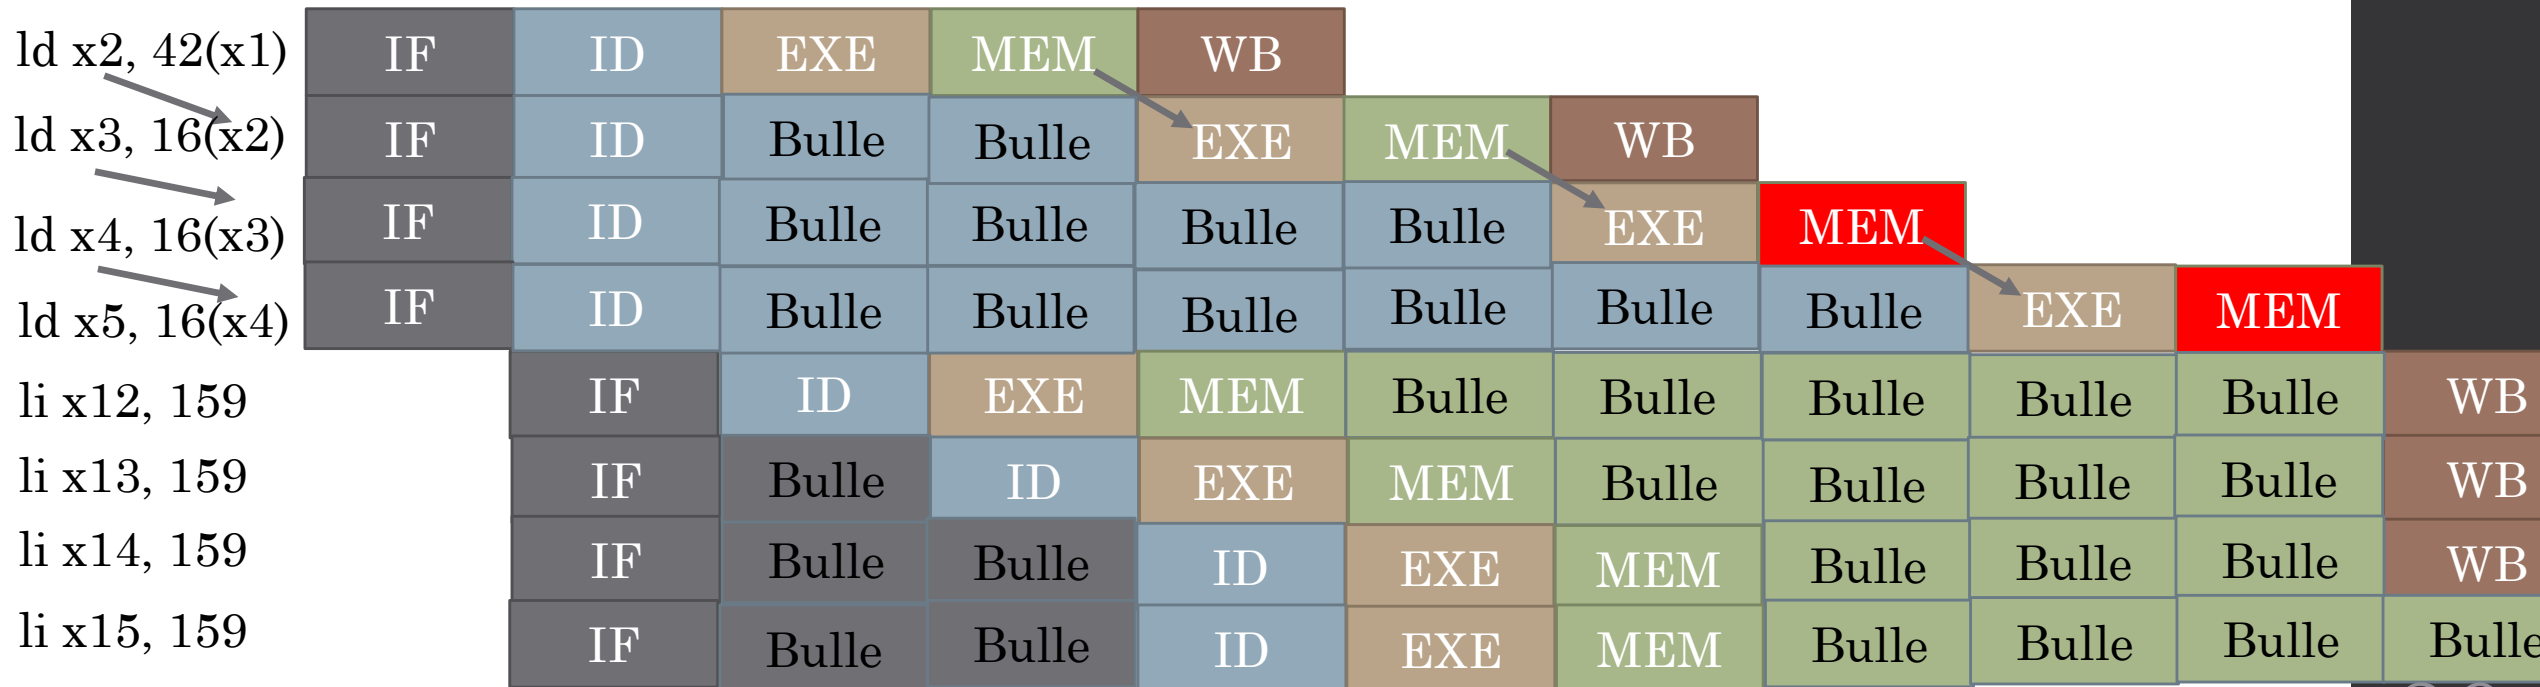 ld x2, 42(x1) IF ID EXE MEM WB
ld x3, 16(x2) IF ID Bulle Bulle EXE MEM WB
ld x4, 16(x3) IF ID Bulle Bulle Bulle Bulle EXE MEM
ld x5, 16(x4) IF ID Bulle Bulle Bulle Bulle Bulle Bulle EXE MEM
li x12, 159 IF ID EXE MEM Bulle Bulle Bulle Bulle Bulle WB
li x13, 159 IF Bulle ID EXE MEM Bulle Bulle Bulle Bulle WB
li x14, 159 IF Bulle Bulle ID EXE MEM Bulle Bulle Bulle WB
li x15, 159 IF Bulle Bulle ID EXE MEM Bulle Bulle Bulle Bulle